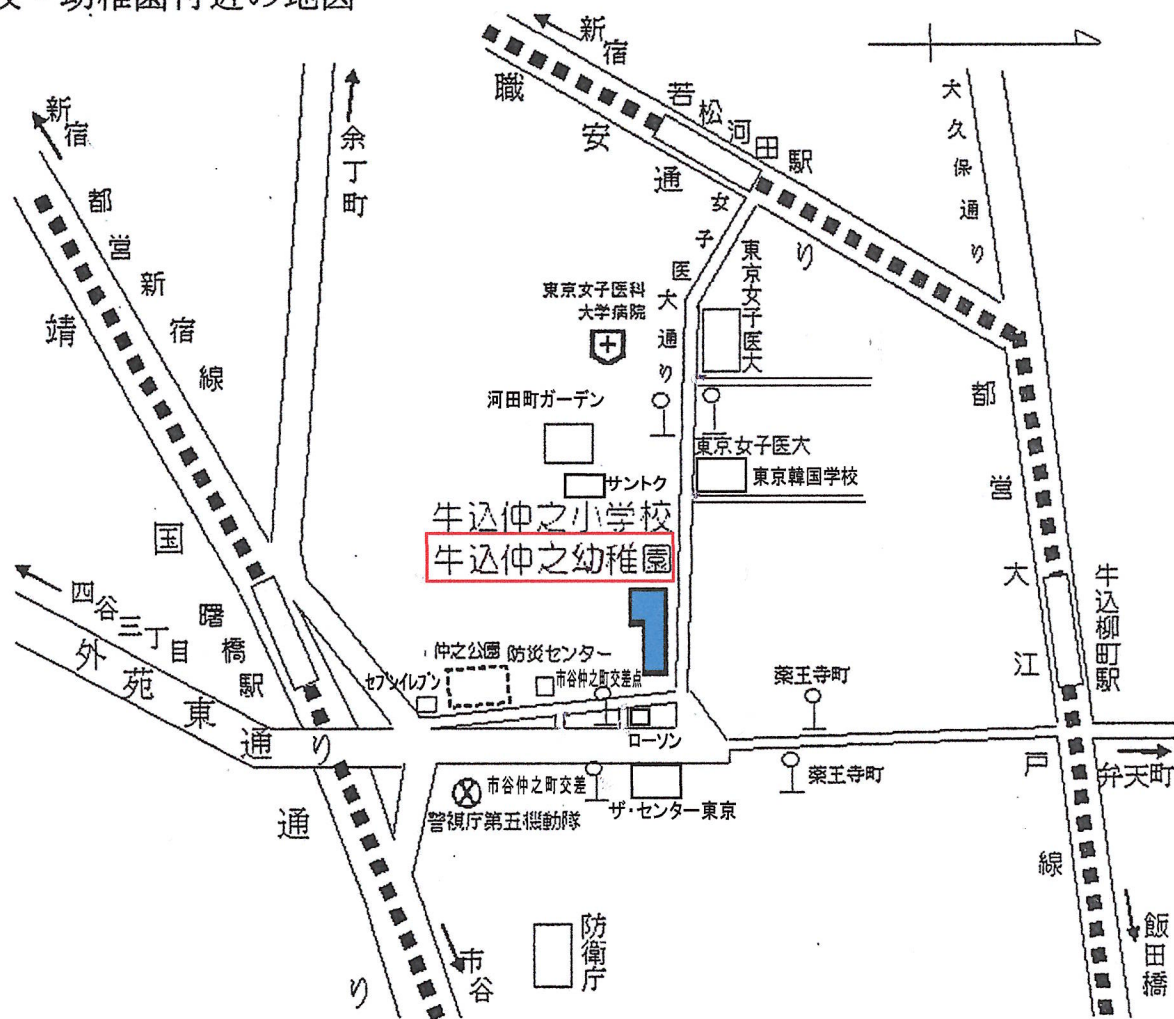 幼稚園付近の地図
新宿
職安通り
若松河田駅
大久保通り
新宿
余丁町
都営新宿線
女子医大通り
東京女子医科
大学病院
東京女子医大
河田町ガーデン
東京女子医大
サントク
東京韓国学校
牛込仲之小学校
牛込仲之幼稚園
靖国通り
都営大江戸線
四谷三丁目
曙橋駅
外苑東通り
仲之公園
防災センター
セブンイレブン
市谷仲之町交差点
薬王寺町
牛込柳町駅
ローソン
薬王寺町
弁天町
市谷仲之町交差
警視庁第五機動隊
ザ・センター東京
防衛庁
市谷
飯田橋
り